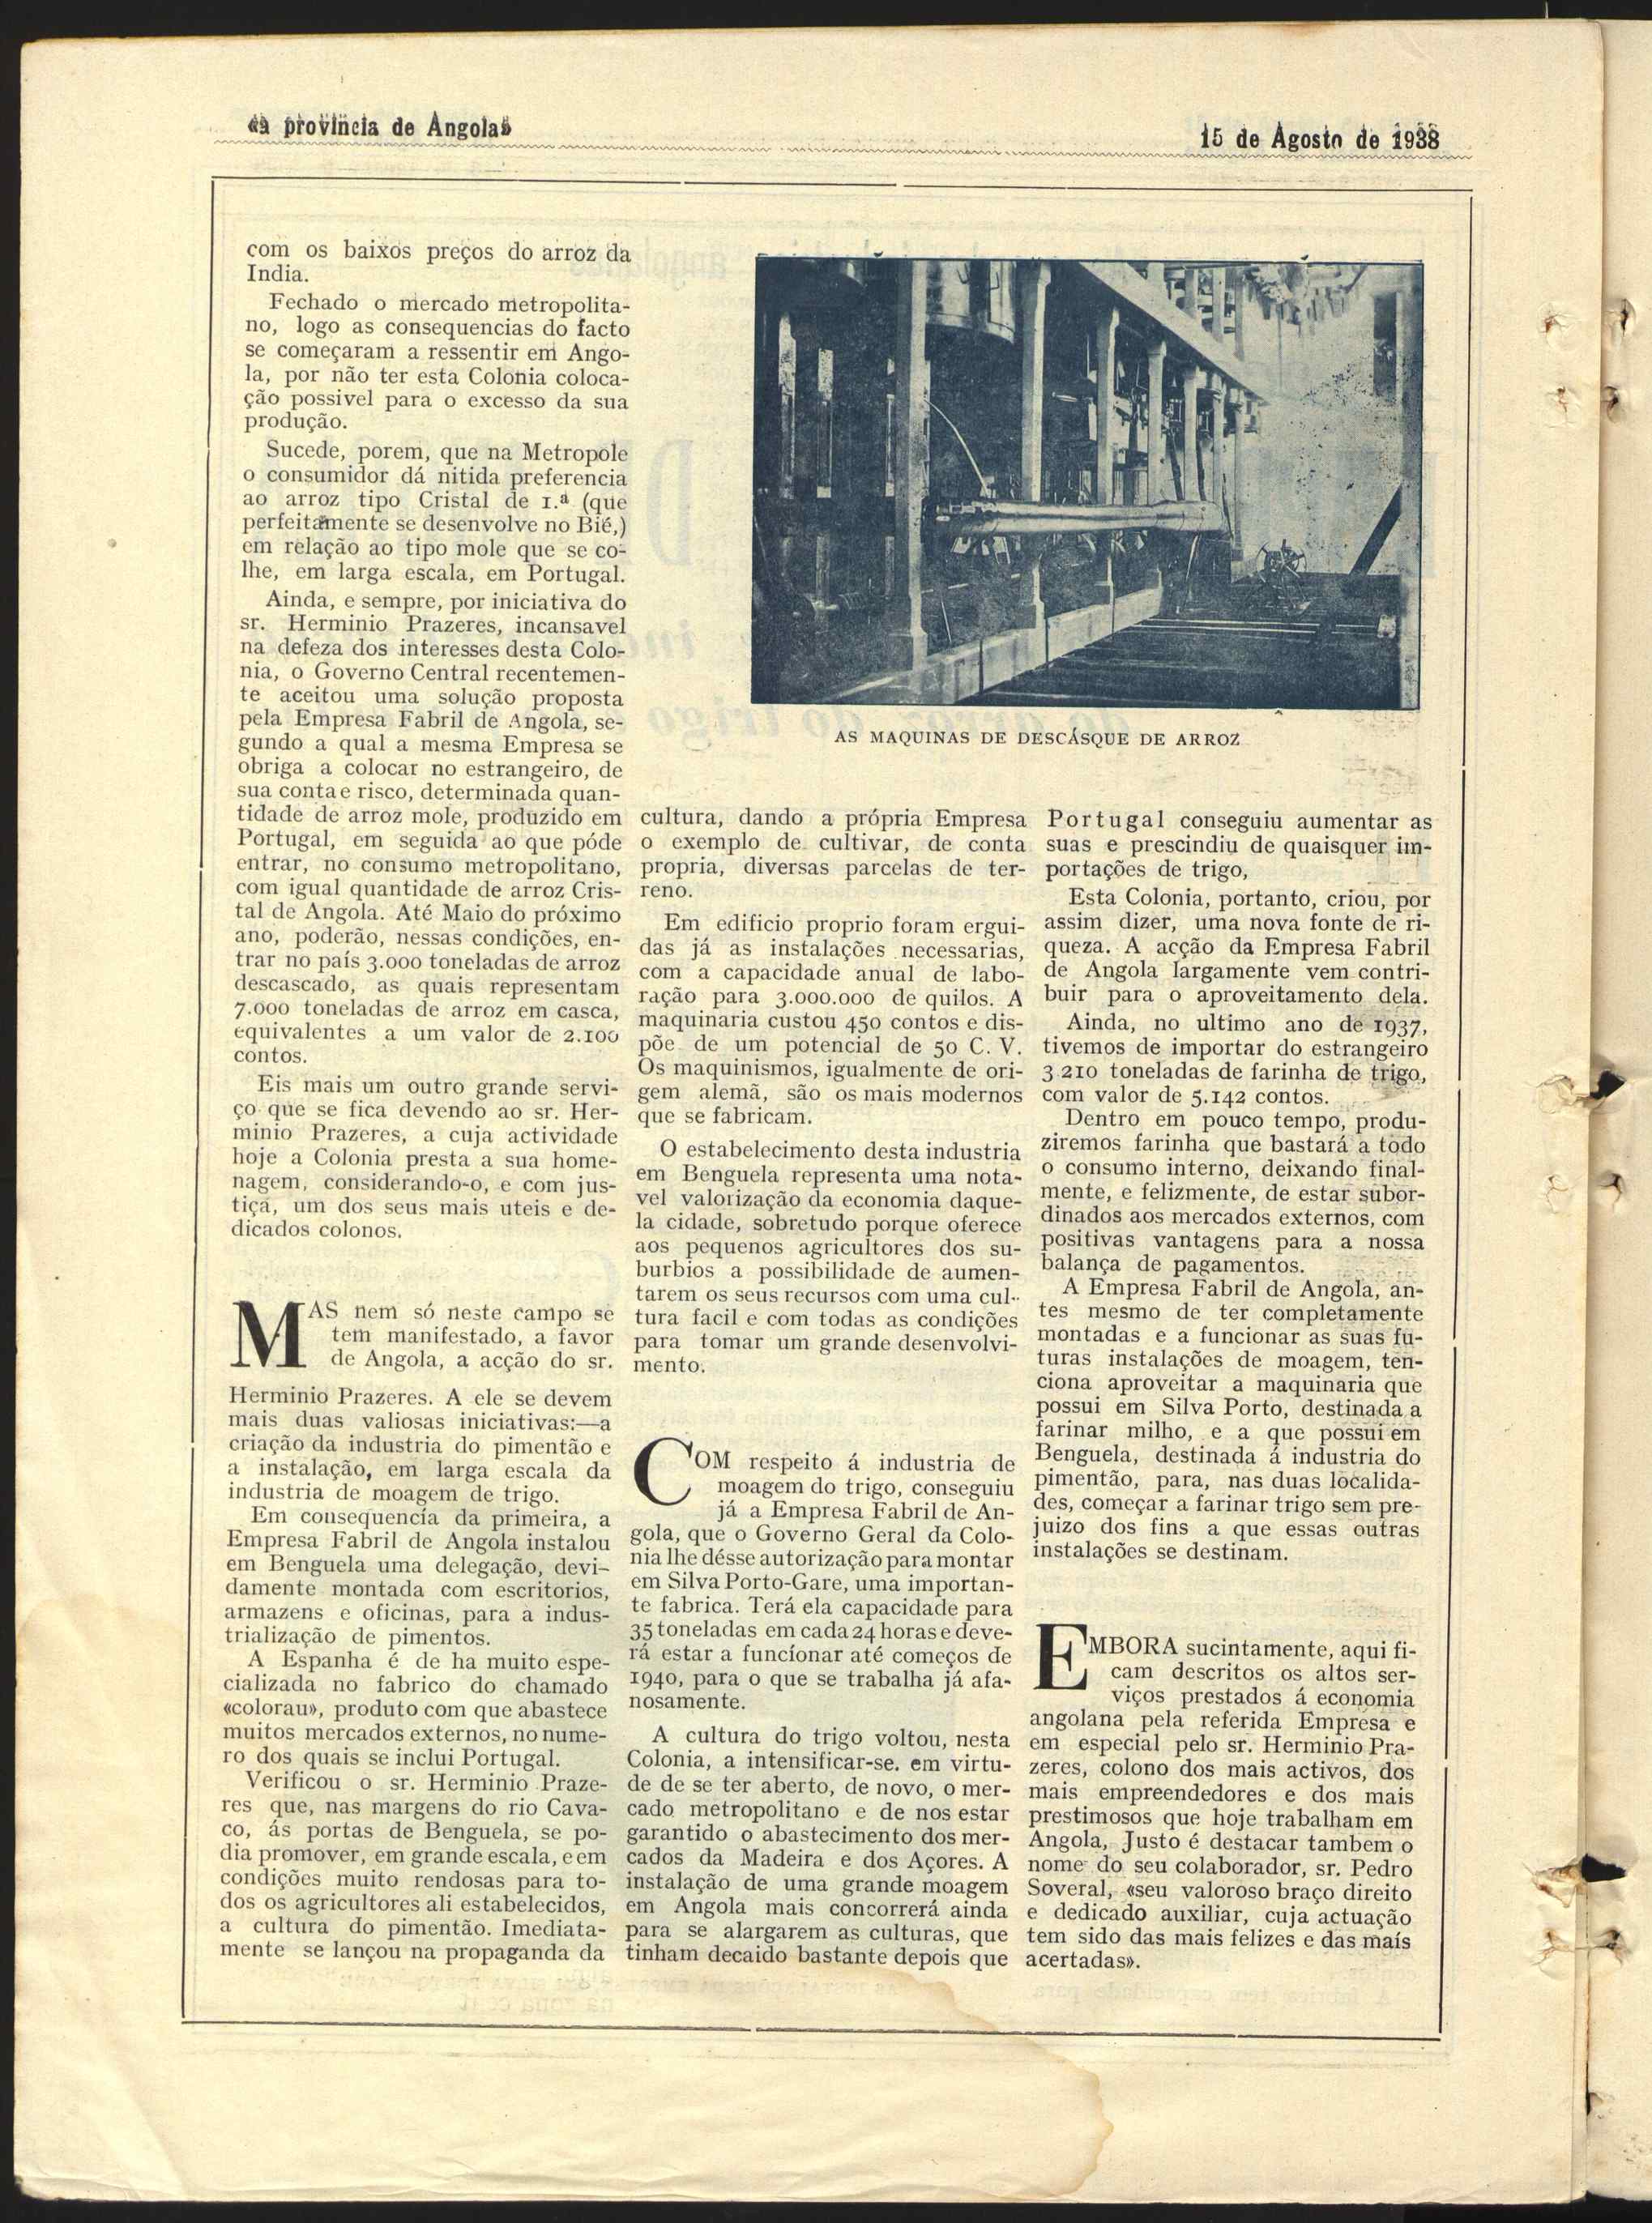 «a província de Angola»
15 de Agosto de 1938
com os baixos preços do arroz da
India.
Fechado o mercado metropolita-
no, logo as consequencias do facto
se começaram a ressentir em Ango-
la, por não ter esta Colonia coloca-
ção possivel para o excesso da sua
produção.
Sucede, porem, que na Metropole
o consumidor dá nitida preferencia
ao arroz tipo Cristal de 1.ª (que
perfeitamente se desenvolve no Bié,)
em relação ao tipo mole que se co-
lhe, em larga escala, em Portugal.
Ainda, e sempre, por iniciativa do
sr. Herminio Prazeres, incansavel
na defeza dos interesses desta Colo-
nia, o Governo Central recentemen-
te aceitou uma solução proposta
pela Empresa Fabril de Angola, se-
gundo a qual a mesma Empresa se
obriga a colocar no estrangeiro, de
sua conta e risco, determinada quan-
tidade de arroz mole, produzido em
Portugal, em seguida ao que póde
entrar, no consumo metropolitano,
com igual quantidade de arroz Cris-
tal de Angola. Até Maio do próximo
ano, poderão, nessas condições, en-
trar no país 3.000 toneladas de arroz
descascado, as quais representam
7.000 toneladas de arroz em casca,
equivalentes a um valor de 2.100
contos.
Eis mais um outro grande servi-
ço que se fica devendo ao sr. Her-
minio Prazeres, a cuja actividade
hoje a Colonia presta a sua home-
nagem, considerando-o, e com jus-
tiça, um dos seus mais uteis e de-
dicados colonos.
MAS nem só neste campo se
tem manifestado, a favor
de Angola, a acção do sr.
Herminio Prazeres. A ele se devem
mais duas valiosas iniciativas:—a
criação da industria do pimentão e
a instalação, em larga escala da
industria de moagem de trigo.
Em consequencia da primeira, a
Empresa Fabril de Angola instalou
em Benguela uma delegação, devi-
damente montada com escritorios,
armazens e oficinas, para a indus-
trialização de pimentos.
A Espanha é de ha muito espe-
cializada no fabrico do chamado
«colorau», produto com que abastece
muitos mercados externos, no nume-
ro dos quais se inclui Portugal.
Verificou o sr. Herminio Praze-
res que, nas margens do rio Cava-
co, ás portas de Benguela, se po-
dia promover, em grande escala, e em
condições muito rendosas para to-
dos os agricultores ali estabelecidos,
a cultura do pimentão. Imediata-
mente se lançou na propaganda da
AS MAQUINAS DE DESCÁSQUE DE ARROZ
cultura, dando a própria Empresa
o exemplo de cultivar, de conta
propria, diversas parcelas de ter-
reno.
Em edificio proprio foram ergui-
das já as instalações necessarias,
com a capacidade anual de labo-
ração para 3.000.000 de quilos. A
maquinaria custou 450 contos e dis-
põe de um potencial de 50 C. V.
Os maquinismos, igualmente de ori-
gem alemã, são os mais modernos
que se fabricam.
O estabelecimento desta industria
em Benguela representa uma nota-
vel valorização da economia daque-
la cidade, sobretudo porque oferece
aos pequenos agricultores dos su-
burbios a possibilidade de aumen-
tarem os seus recursos com uma cul-
tura facil e com todas as condições
para tomar um grande desenvolvi-
mento.
COM respeito á industria de
moagem do trigo, conseguiu
já a Empresa Fabril de An-
gola, que o Governo Geral da Colo-
nia lhe désse autorização para montar
em Silva Porto-Gare, uma importan-
te fabrica. Terá ela capacidade para
35 toneladas em cada 24 horas e deve-
rá estar a funcíonar até começos de
1940, para o que se trabalha já afa-
nosamente.
A cultura do trigo voltou, nesta
Colonia, a intensificar-se. em virtu-
de de se ter aberto, de novo, o mer-
cado metropolitano e de nos estar
garantido o abastecimento dos mer-
cados da Madeira e dos Açores. A
instalação de uma grande moagem
em Angola mais concorrerá ainda
para se alargarem as culturas, que
tinham decaido bastante depois que
Portugal conseguiu aumentar as
suas e prescindiu de quaisquer im-
portações de trigo,
Esta Colonia, portanto, criou, por
assim dizer, uma nova fonte de ri-
queza. A acção da Empresa Fabril
de Angola largamente vem contri-
buir para o aproveitamento dela.
Ainda, no ultimo ano de 1937,
tivemos de importar do estrangeiro
3 210 toneladas de farinha de trigo,
com valor de 5.142 contos.
Dentro em pouco tempo, produ-
ziremos farinha que bastará a todo
o consumo interno, deixando final-
mente, e felizmente, de estar subor-
dinados aos mercados externos, com
positivas vantagens para a nossa
balança de pagamentos.
A Empresa Fabril de Angola, an-
tes mesmo de ter completamente
montadas e a funcionar as suas fu-
turas instalações de moagem, ten-
ciona aproveitar a maquinaria que
possui em Silva Porto, destinada a
farinar milho, e a que possui em
Benguela, destinada á industria do
pimentão, para, nas duas localida-
des, começar a farinar trigo sem pre-
juizo dos fins a que essas outras
instalações se destinam.
EMBORA sucintamente, aqui fi-
cam descritos os altos ser-
viços prestados á economia
angolana pela referida Empresa e
em especial pelo sr. Herminio Pra-
zeres, colono dos mais activos, dos
mais empreendedores e dos mais
prestimosos que hoje trabalham em
Angola, Justo é destacar tambem o
nome do seu colaborador, sr. Pedro
Soveral, «seu valoroso braço direito
e dedicado auxiliar, cuja actuação
tem sido das mais felizes e das maís
acertadas».